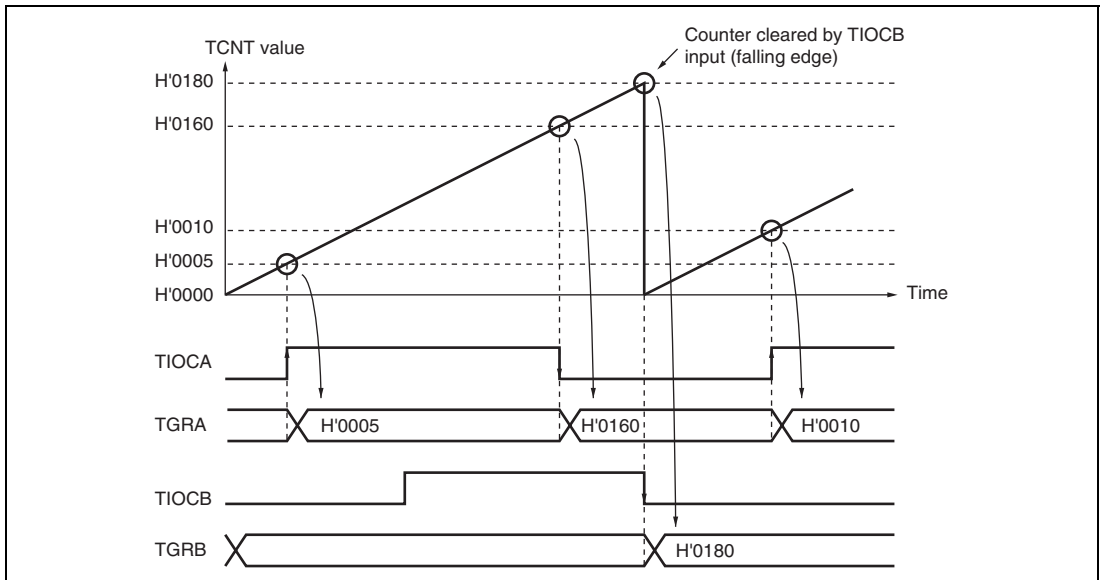 Counter cleared by TIOCB
input (falling edge)
TCNT value
H'0180
H'0160
H'0010
H'0005
H'0000
Time
TIOCA
TGRA
H'0005
H'0160
H'0010
TIOCB
TGRB
H'0180